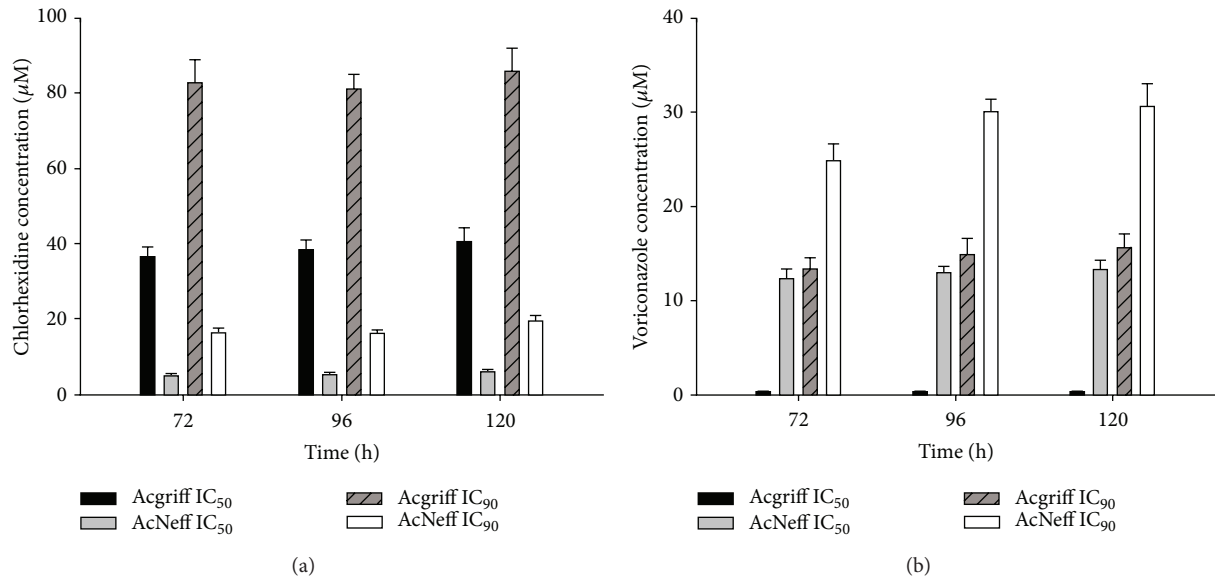 100
80
60
40
20
0
Chlorhexidine concentration (μM)
72 96 120
Time (h)
Acgriff IC50
AcNeff IC50
Acgriff IC90
AcNeff IC90
(a)
40
30
20
10
0
Voriconazole concentration (μM)
72 96 120
Time (h)
Acgriff IC50
AcNeff IC50
Acgriff IC90
AcNeff IC90
(b)